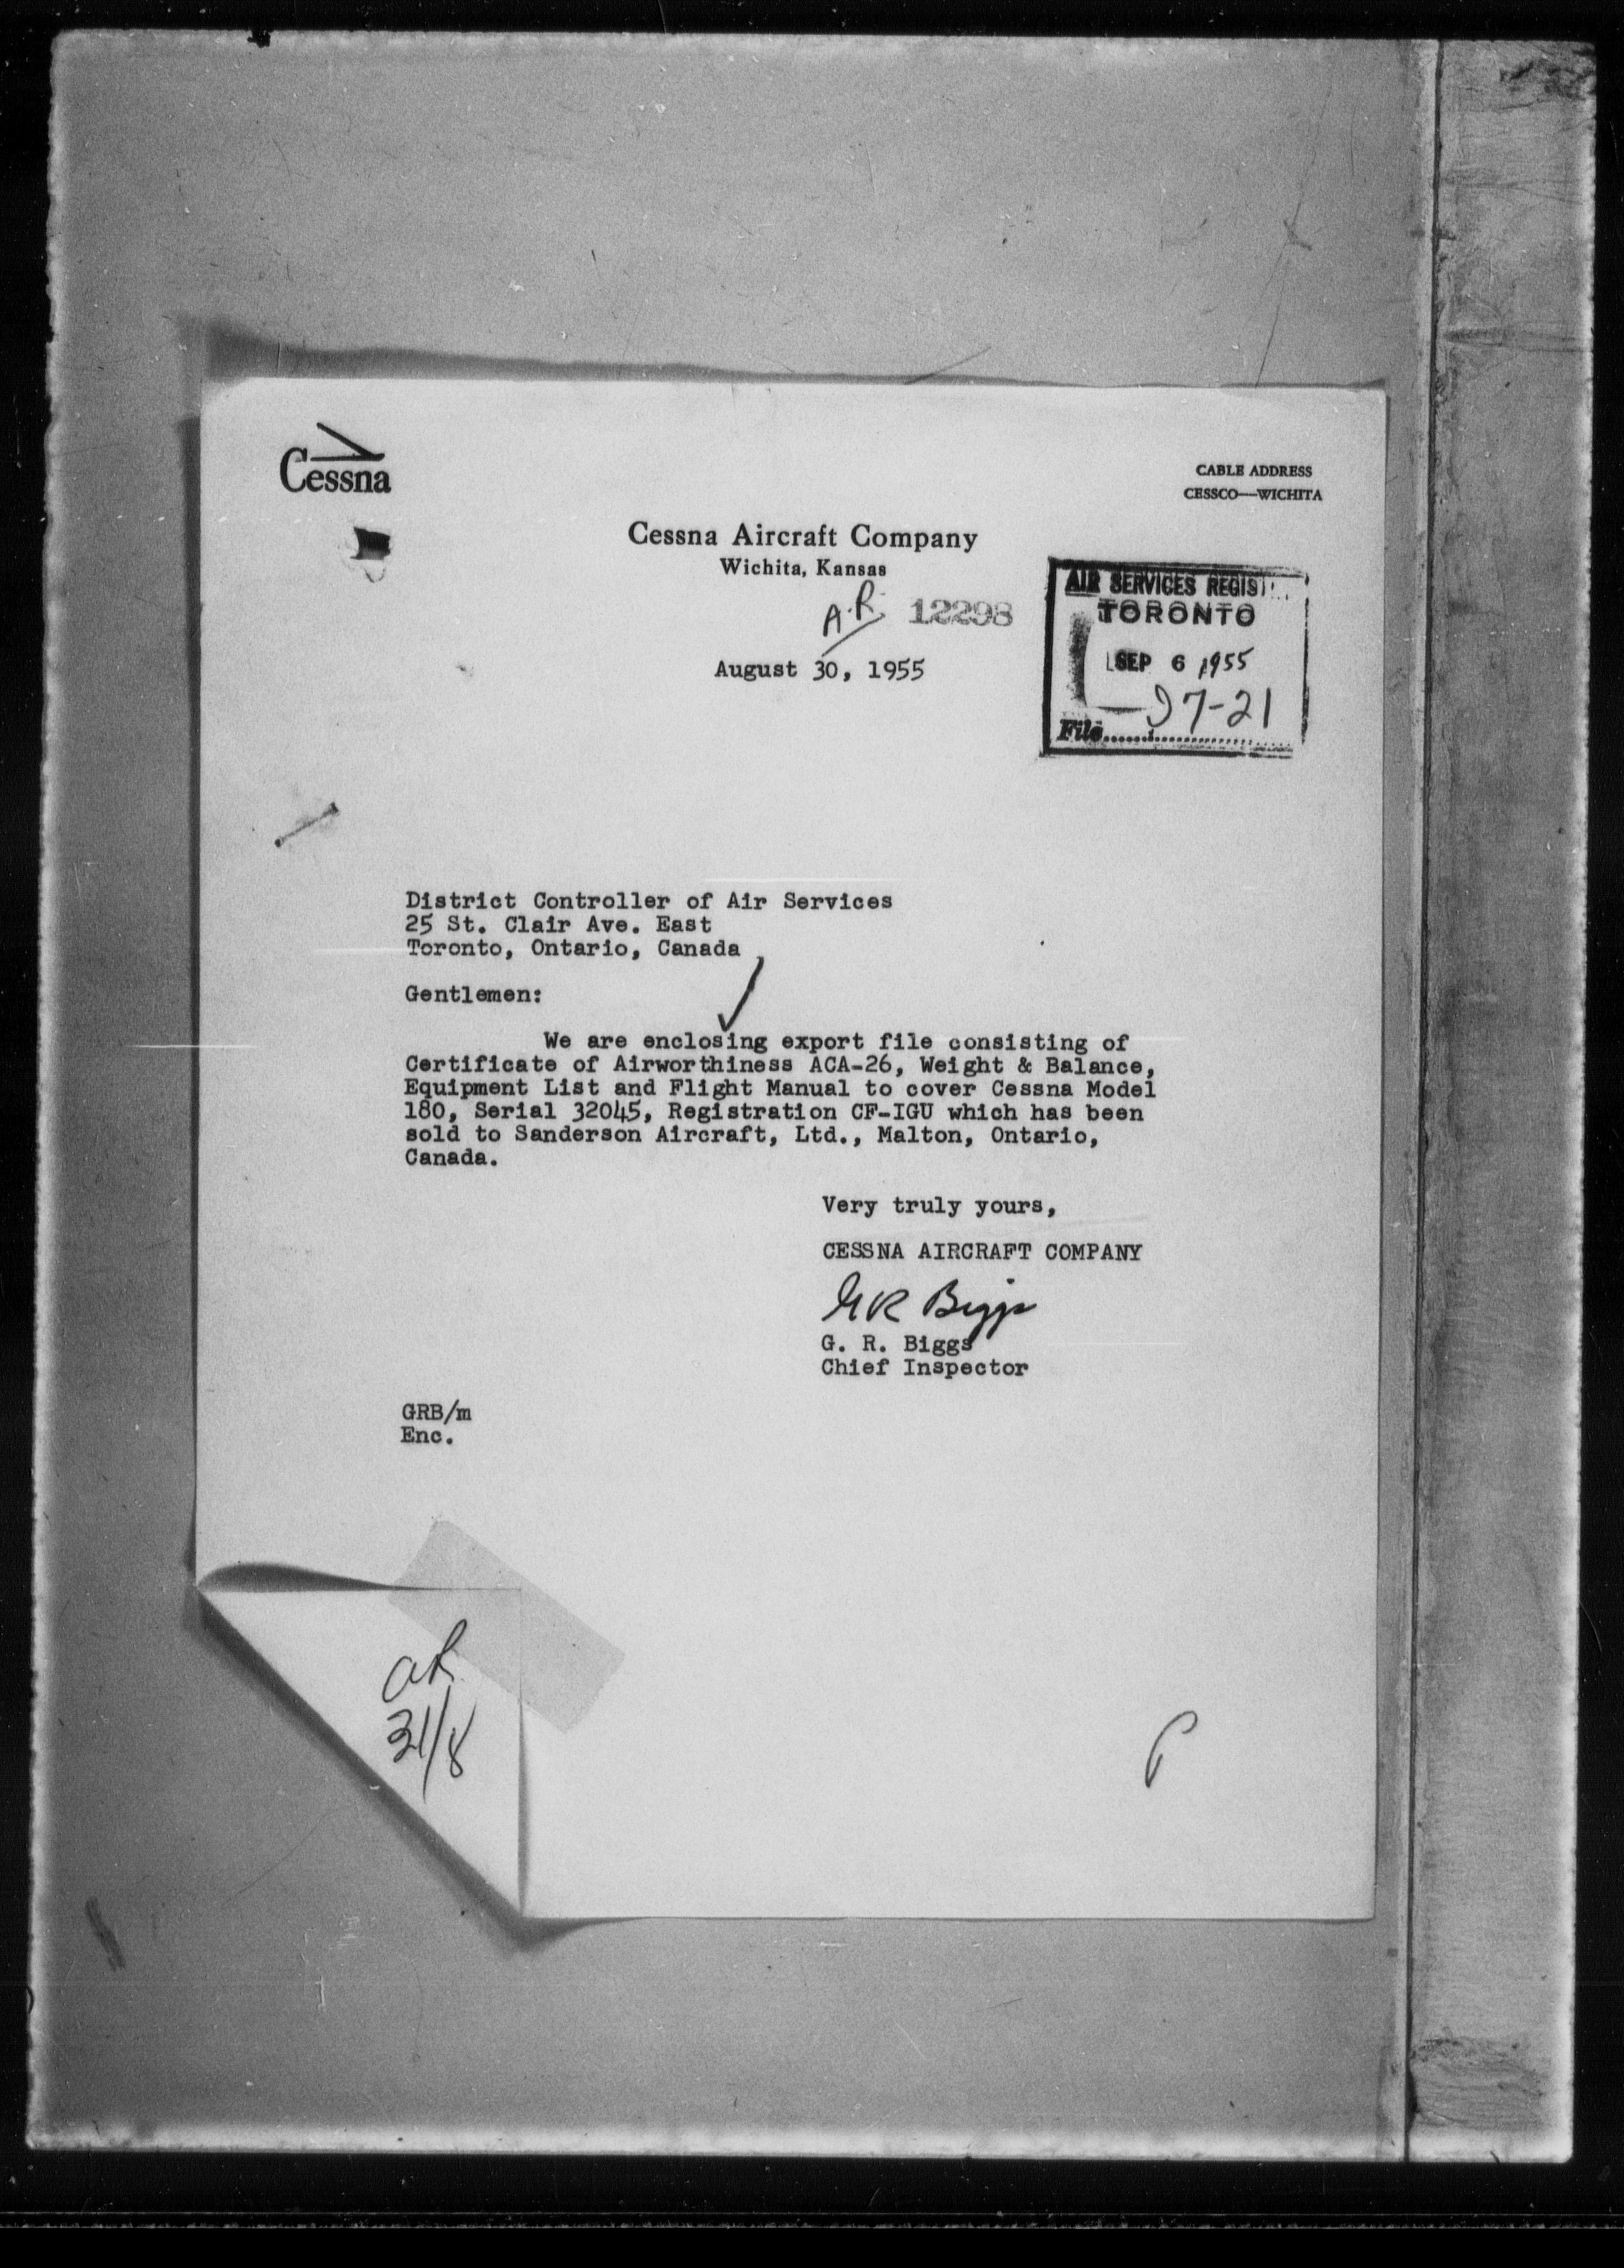 Cessna
CABLE ADDRESS
CESSCO—WICHITA
Cessna Aircraft Company
Wichita, Kansas
A.R. 12298
August 30, 1955
AIR SERVICES
TORONTO
SEP 6 1955
7-21
File
District Controller of Air Services
25 St. Clair Ave. East
Toronto, Ontario, Canada
Gentlemen:
We are enclosing export file consisting of
Certificate of Airworthiness ACA-26, Weight & Balance,
Equipment List and Flight Manual to cover Cessna Model
180, Serial 32045, Registration CF-IGU which has been
sold to Sanderson Aircraft, Ltd., Malton, Ontario,
Canada.
Very truly yours,
CESSNA AIRCRAFT COMPANY
GR Biggs
G. R. Biggs
Chief Inspector
GRB/m
Enc.
aR
31/8